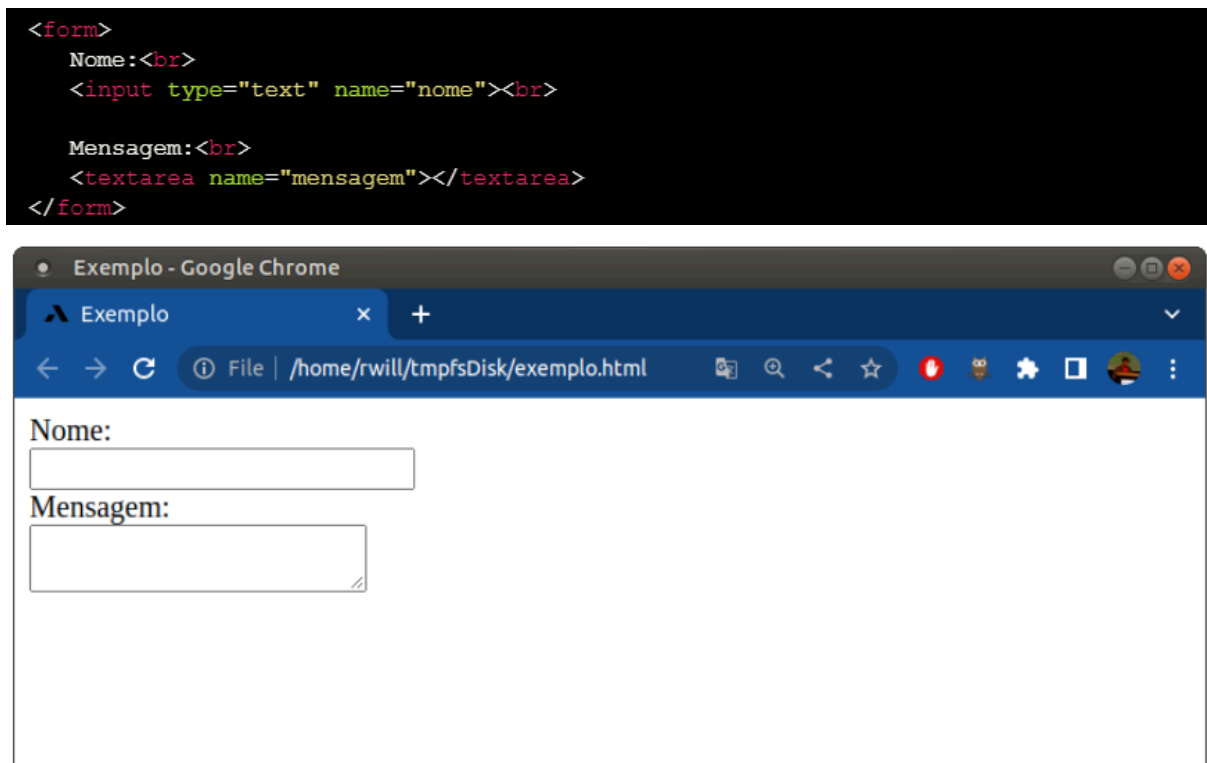 <form>
Nome:<br>
<input type="text" name="nome"><br>
Mensagem:<br>
<textarea name="mensagem"></textarea>
</form>
Exemplo - Google Chrome
Exemplo
File | /home/rwill/tmpfsDisk/exemplo.html
Nome:
Mensagem: